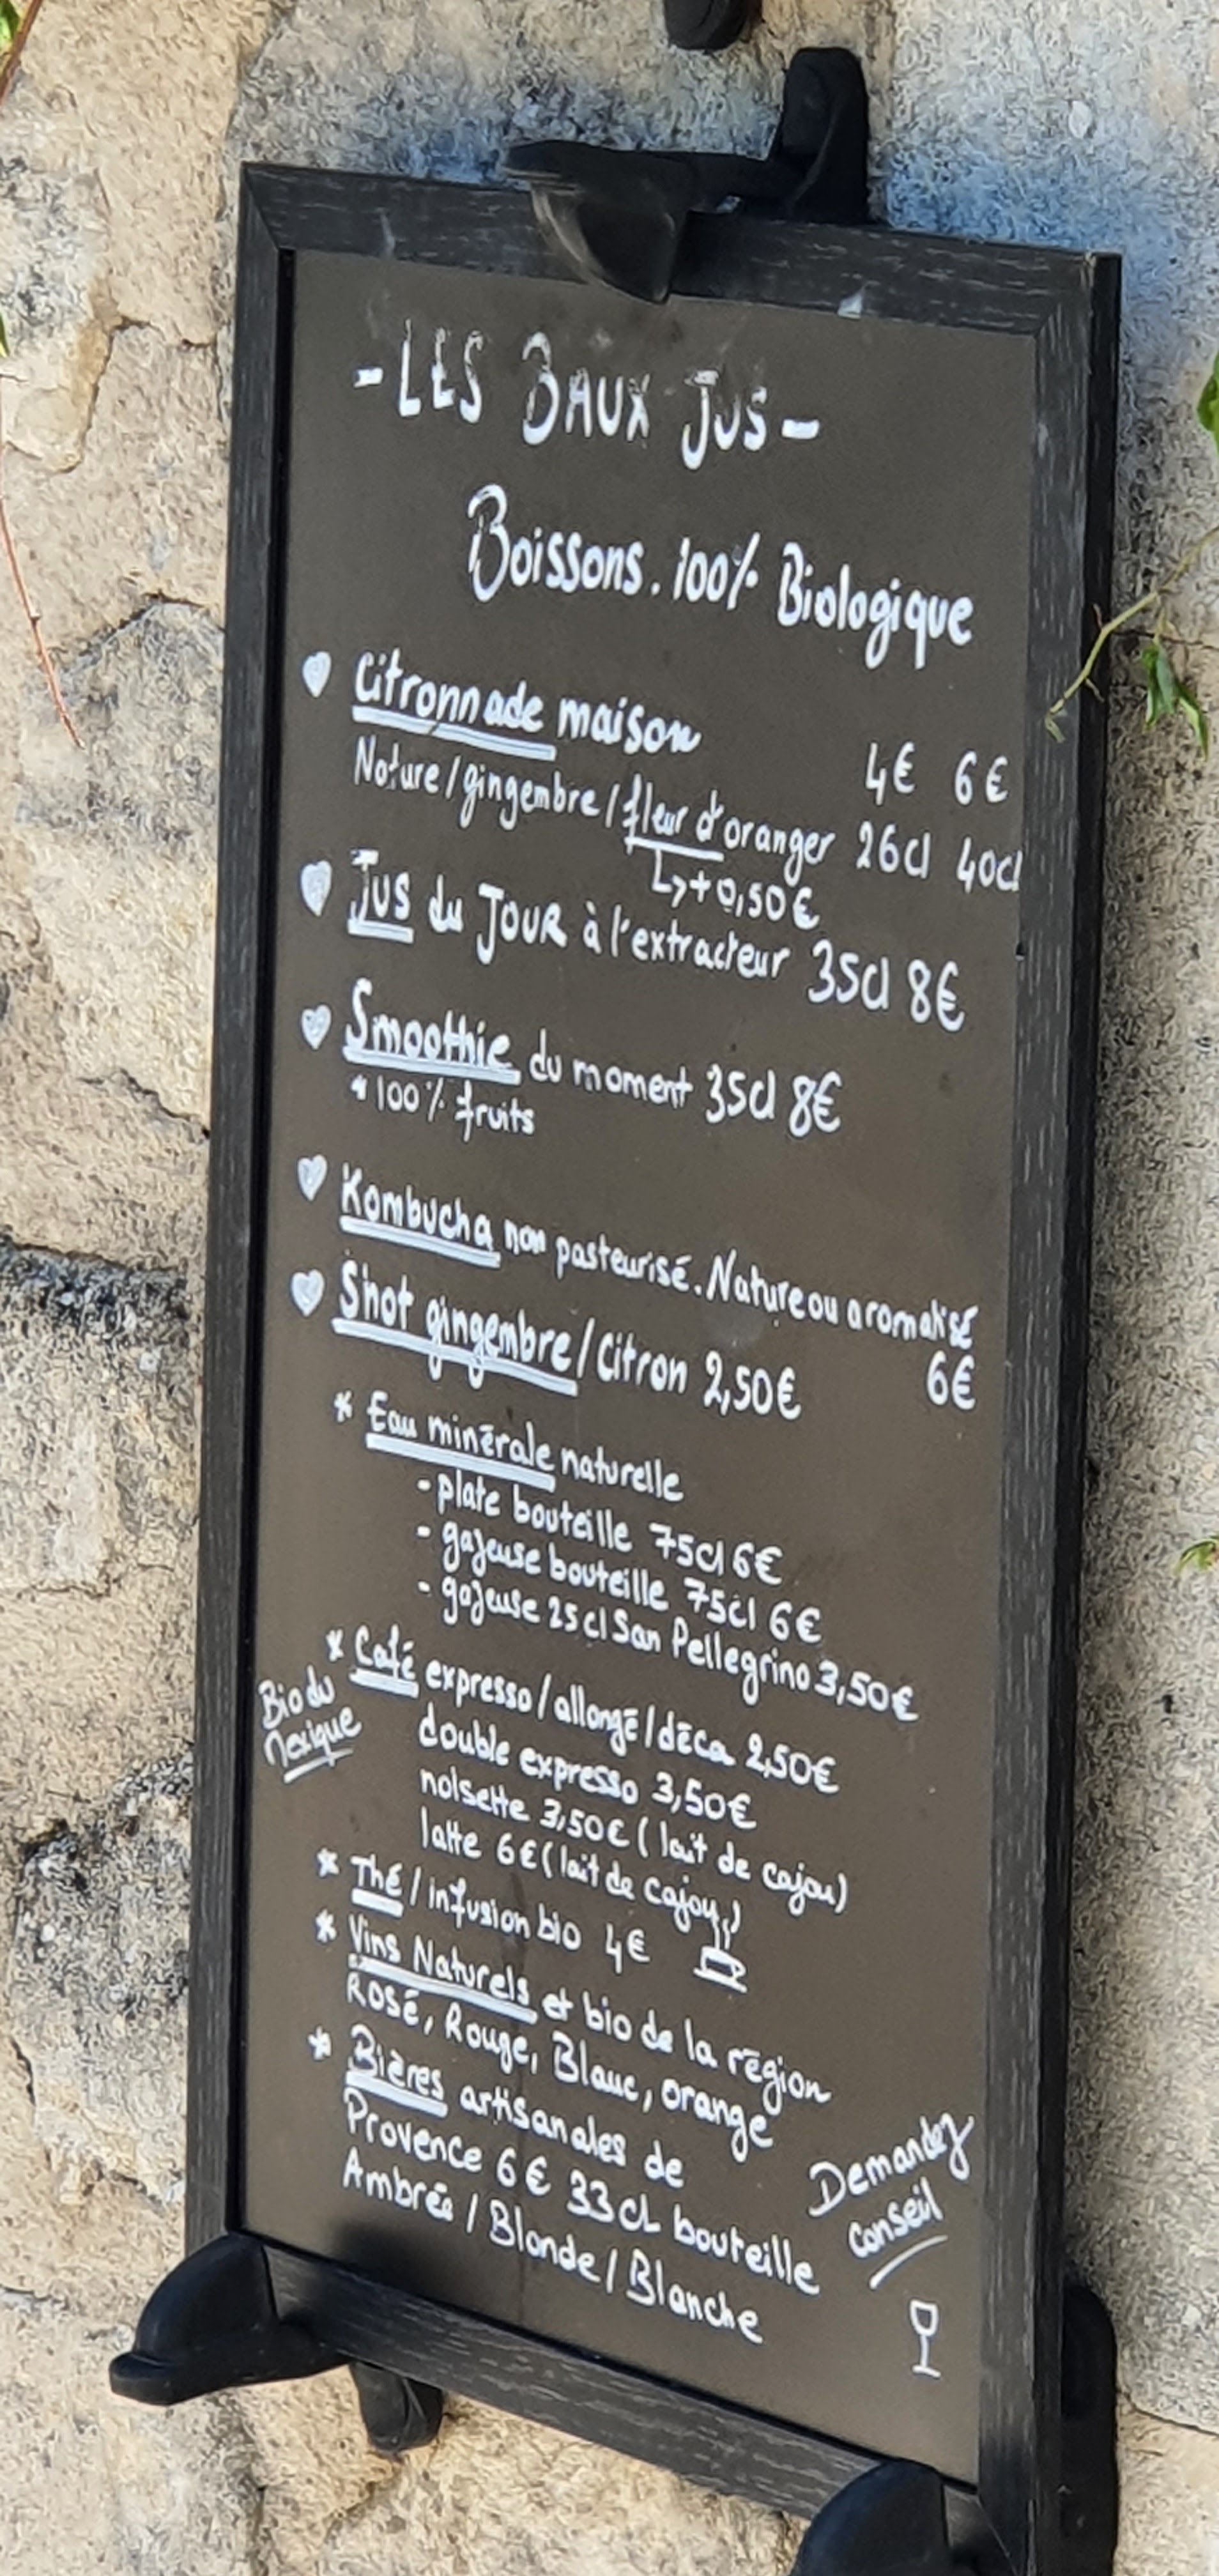 - LES BAUX JUS -
Boissons. 100% Biologique
Citronnade maison 4€ 6€
Nature/gingembre/fleur d'oranger 26cl 40cl
↳+0,50€
Jus du JOUR à l'extracteur 35cl 8€
Smoothie du moment 35cl 8€
* 100% fruits
Kombucha non pasteurisé. Nature ou aromatisé
6€
Shot gingembre/Citron 2,50€
* Eau minérale naturelle
- plate bouteille 75cl 6€
- gazeuse bouteille 75cl 6€
- gazeuse 25cl San Pellegrino 3,50€
* Café expresso/allongé/déca 2,50€
Bio du
Mexique
double expresso 3,50€
noisette 3,50€ (lait de cajou)
latte 6€ (lait de cajou)
* Thé / Infusion bio 4€
* Vins Naturels et bio de la région
Rosé, Rouge, Blanc, orange
* Bières artisanales de
Provence 6€ 33cL bouteille
Ambrée / Blonde / Blanche
Demandez
conseil